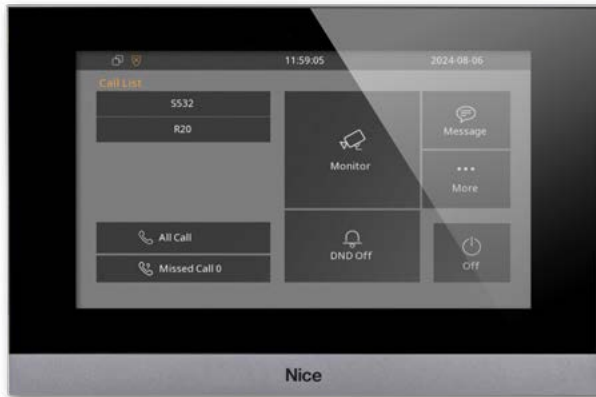 11:59:05
2024-08-06
Call List
S532
R20
Monitor
Message
More
All Call
Missed Call 0
DND Off
Off
Nice